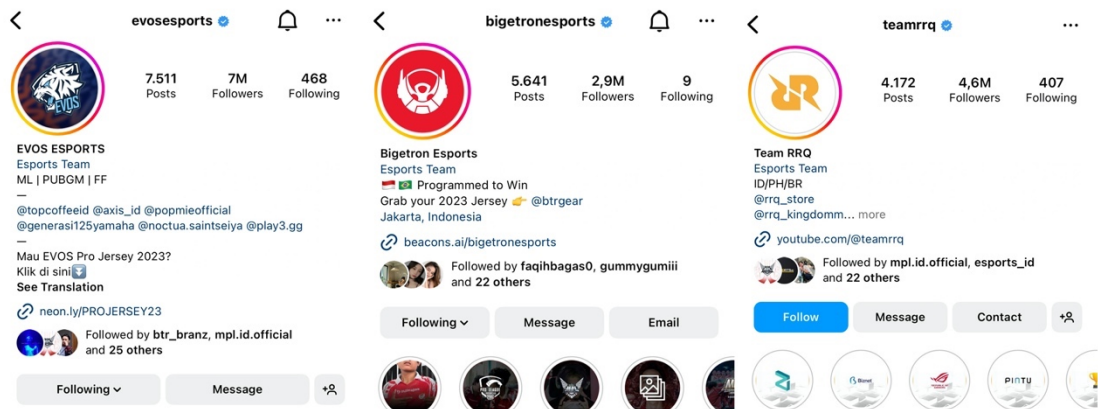 evosesports
EVOS
7.511 7M 468
Posts Followers Following
EVOS ESPORTS
Esports Team
ML | PUBGM | FF
—
@topcoffeeid @axis_id @popmieofficial
@generasi125yamaha @noctua.saintseiya @play3.gg
—
Mau EVOS Pro Jersey 2023?
Klik di sini
See Translation
neon.ly/PROJERSEY23
Followed by btr_branz, mpl.id.official
and 25 others
Following Message
bigetronesports
5.641 2,9M 9
Posts Followers Following
Bigetron Esports
Esports Team
Programmed to Win
Grab your 2023 Jersey 👉 @btrgear
Jakarta, Indonesia
beacons.ai/bigetronesports
Followed by faqihbagas0, gummygumiii
and 22 others
Following Message Email
teamrrq
4.172 4,6M 407
Posts Followers Following
Team RRQ
Esports Team
ID/PH/BR
@rrq_store
@rrq_kingdomm... more
youtube.com/@teamrrq
Followed by mpl.id.official, esports_id
and 22 others
Follow Message Contact
Biznet PINTU